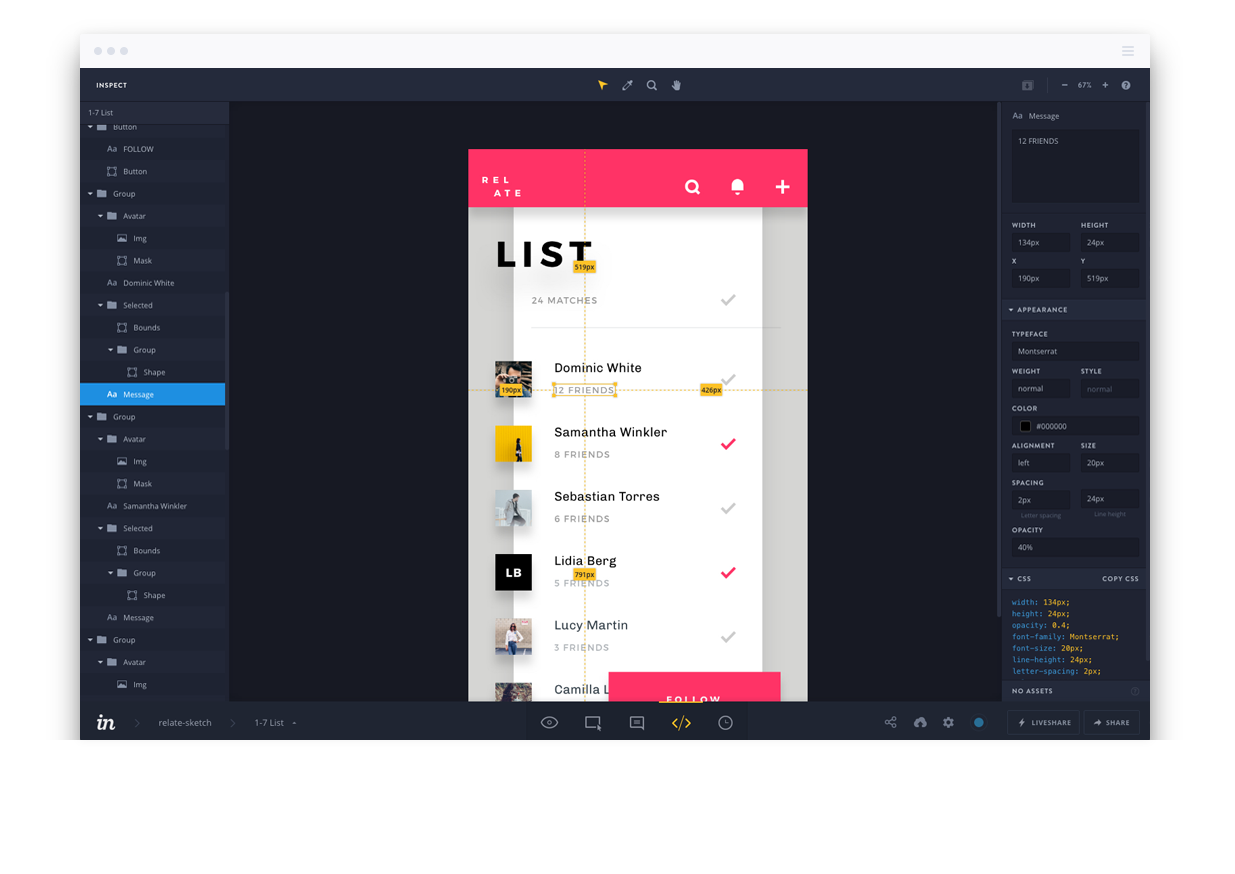 INSPECT
67%
1-7 List
Button
Aa FOLLOW
Button
Group
Avatar
Img
Mask
Aa Dominic White
Selected
Bounds
Group
Shape
Aa Message
Group
Avatar
Img
Mask
Aa Samantha Winkler
Selected
Bounds
Group
Shape
Aa Message
Group
Avatar
Img
REL
ATE
LIST
519px
24 MATCHES
Dominic White
190px
12 FRIENDS
426px
Samantha Winkler
8 FRIENDS
Sebastian Torres
6 FRIENDS
LB
Lidia Berg
791px
5 FRIENDS
Lucy Martin
3 FRIENDS
Camilla L
FOLLOW
Aa Message
12 FRIENDS
WIDTH HEIGHT
134px 24px
X Y
190px 519px
APPEARANCE
TYPEFACE
Montserrat
WEIGHT STYLE
normal normal
COLOR
#000000
ALIGNMENT SIZE
left 20px
SPACING
2px 24px
Letter spacing Line height
OPACITY
40%
CSS COPY CSS
width: 134px;
height: 24px;
opacity: 0.4;
font-family: Montserrat;
font-size: 20px;
line-height: 24px;
letter-spacing: 2px;
NO ASSETS
in relate-sketch 1-7 List
LIVESHARE SHARE